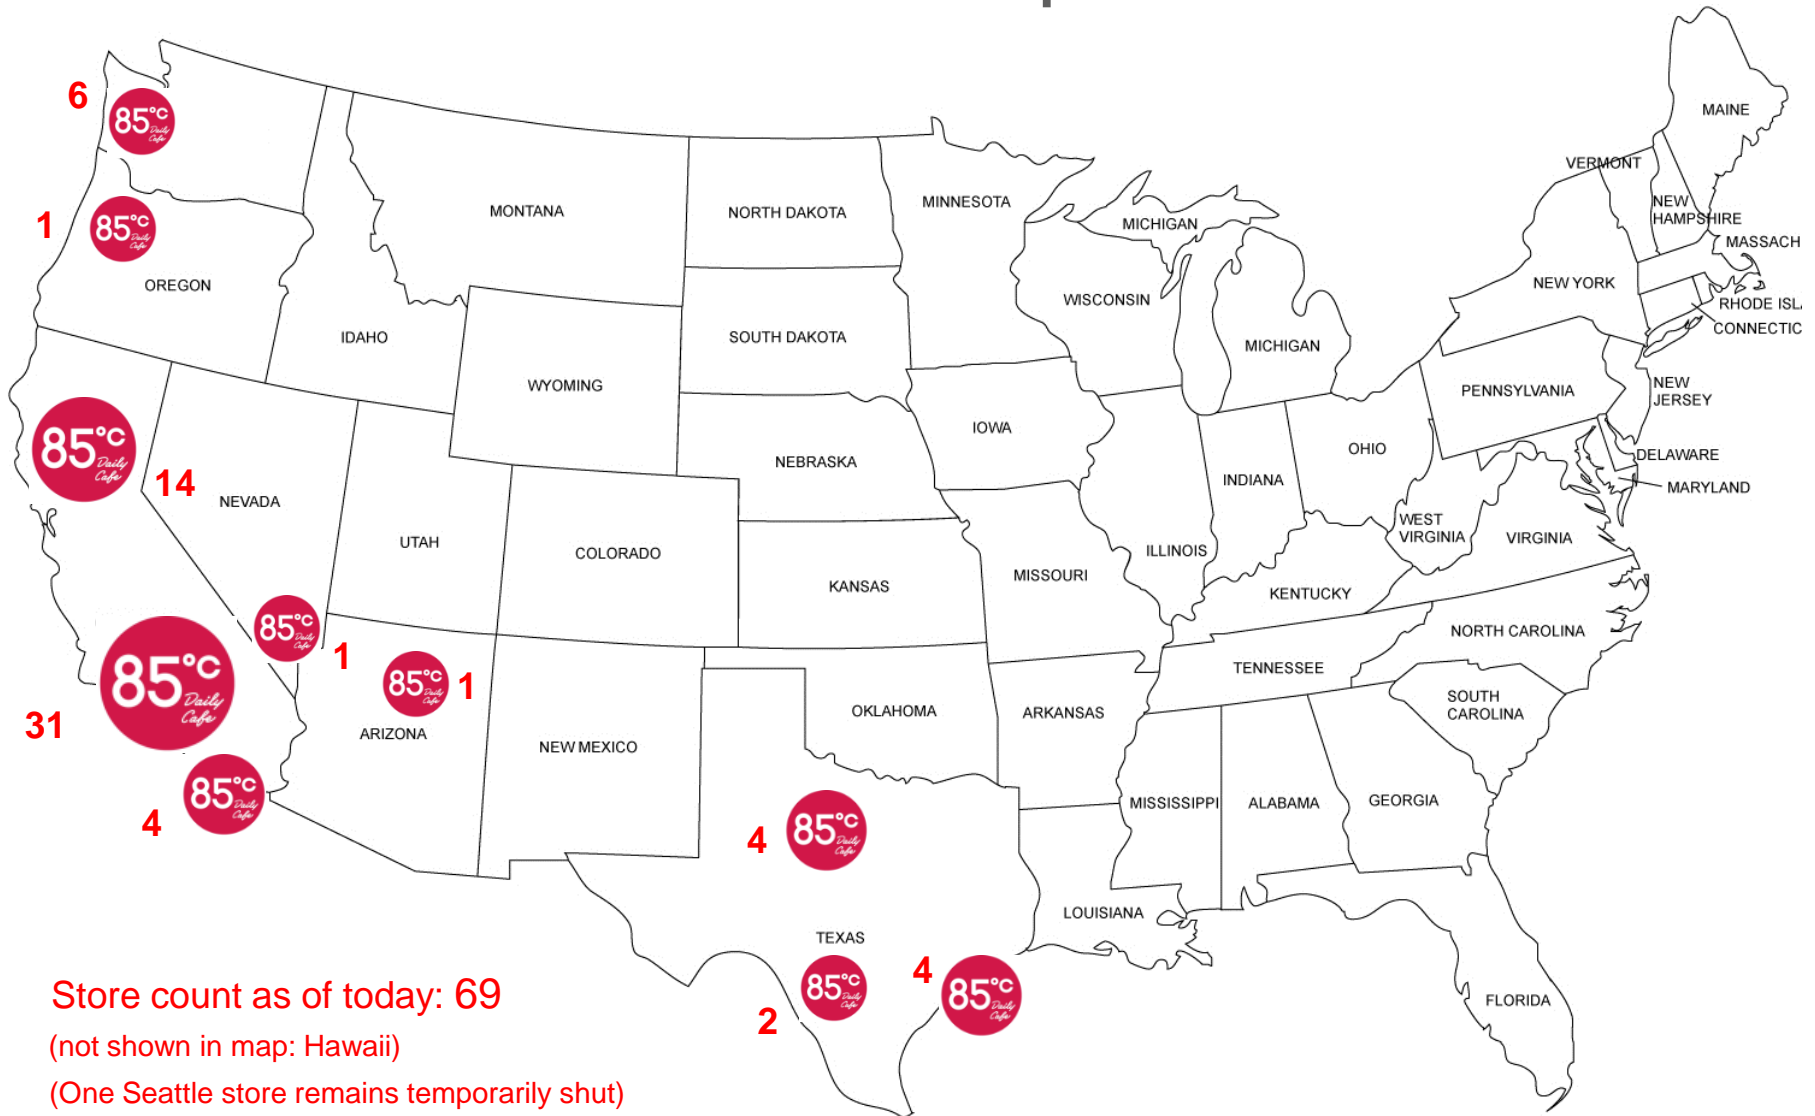 6
85°C
Daily
Cafe
1
85°C
Daily
Cafe
OREGON
MONTANA
IDAHO
WYOMING
NORTH DAKOTA
SOUTH DAKOTA
NEBRASKA
MINNESOTA
MICHIGAN
WISCONSIN
MICHIGAN
IOWA
MAINE
VERMONT
NEW
HAMPSHIRE
MASSACH
NEW YORK
RHODE ISL
CONNECTIC
PENNSYLVANIA
NEW
JERSEY
OHIO
INDIANA
DELAWARE
MARYLAND
85°C
Daily
Cafe
14
NEVADA
UTAH
COLORADO
KANSAS
MISSOURI
ILLINOIS
WEST
VIRGINIA
VIRGINIA
KENTUCKY
NORTH CAROLINA
TENNESSEE
SOUTH
CAROLINA
85°C
Daily
Cafe
1
85°C
Daily
Cafe
1
85°C
Daily
Cafe
31
ARIZONA
NEW MEXICO
OKLAHOMA
ARKANSAS
85°C
Daily
Cafe
4
4
85°C
Daily
Cafe
MISSISSIPPI
ALABAMA
GEORGIA
LOUISIANA
TEXAS
85°C
Daily
Cafe
2
4
85°C
Daily
Cafe
FLORIDA
Store count as of today: 69
(not shown in map: Hawaii)
(One Seattle store remains temporarily shut)